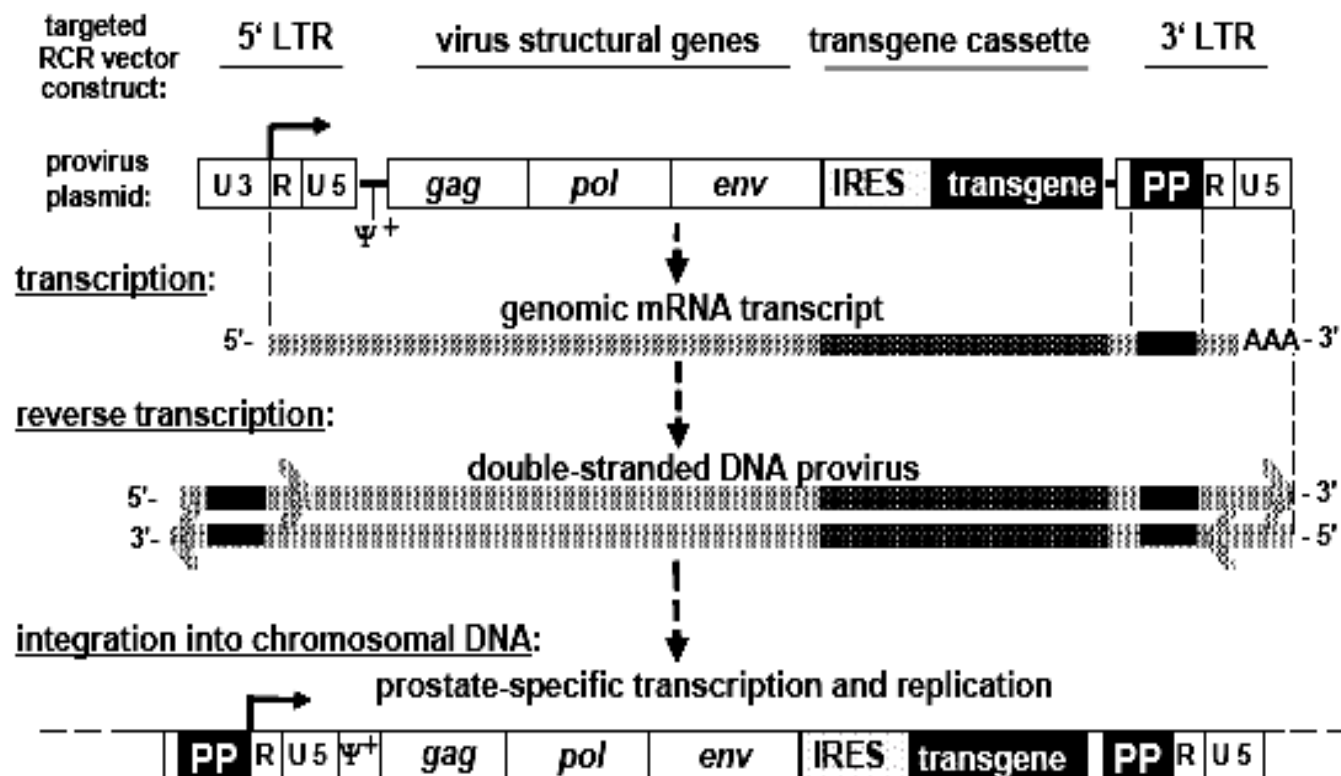 targeted
RCR vector
construct:
5‘ LTR virus structural genes transgene cassette 3‘ LTR
provirus
plasmid:
U3 R U5 gag pol env IRES transgene PP R U5
Ψ+
transcription:
genomic mRNA transcript
5'- AAA - 3'
reverse transcription:
double-stranded DNA provirus
5'- - 3'
3'- - 5'
integration into chromosomal DNA:
prostate-specific transcription and replication
PP R U5 Ψ+ gag pol env IRES transgene PP R U5